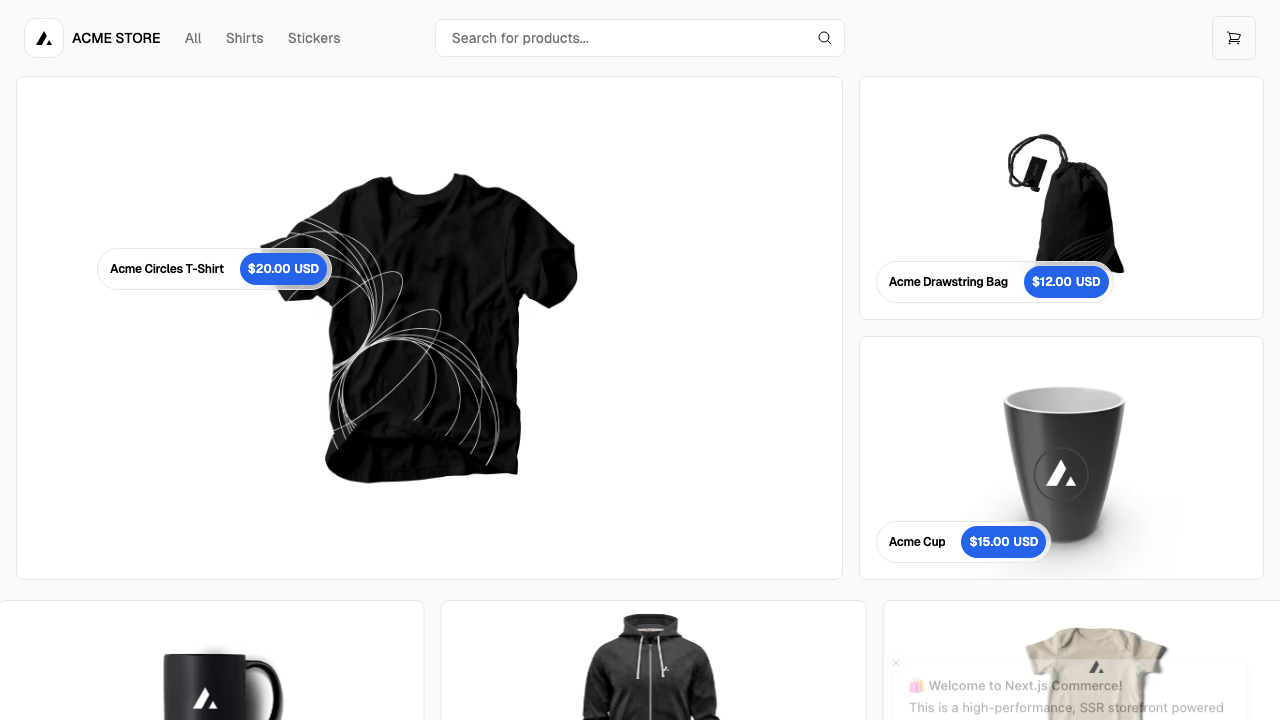 ACME STORE
All
Shirts
Stickers
Search for products...
Acme Circles T-Shirt
$20.00 USD
Acme Drawstring Bag
$12.00 USD
Acme Cup
$15.00 USD
🛍️ Welcome to Next.js Commerce!
This is a high-performance, SSR storefront powered